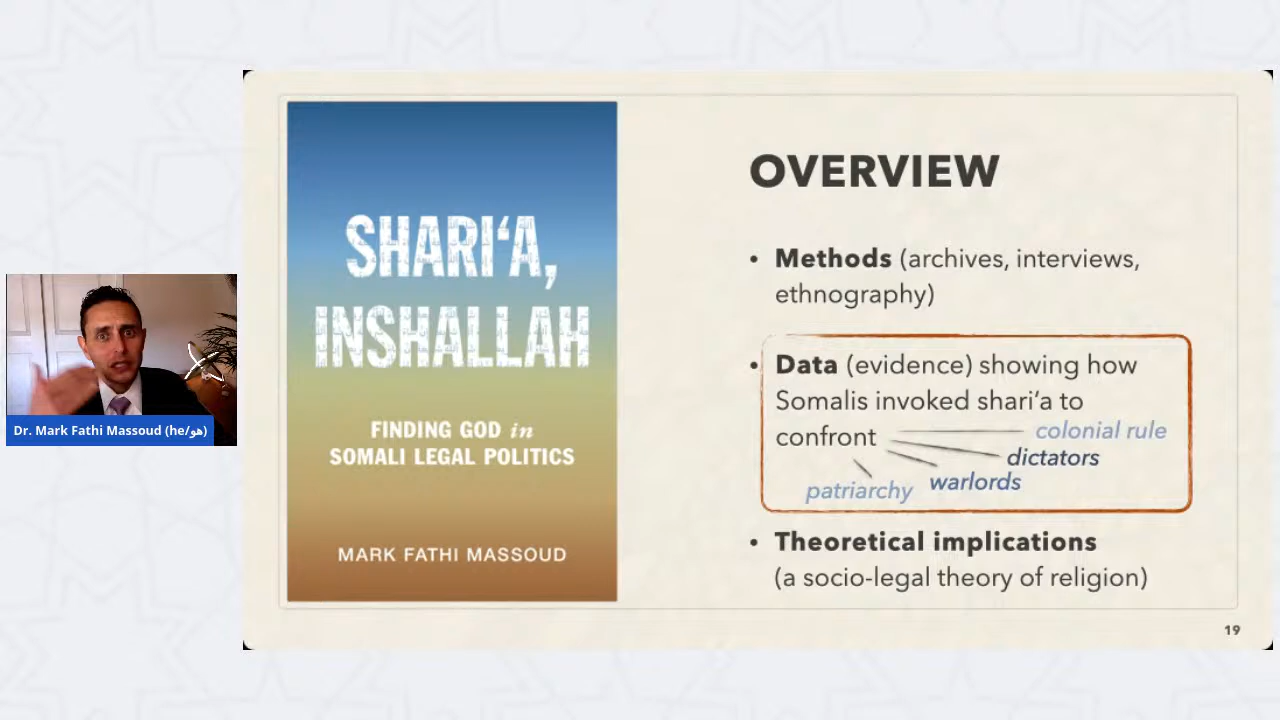 SHARI‘A,
INSHALLAH
FINDING GOD in
SOMALI LEGAL POLITICS
MARK FATHI MASSOUD
Dr. Mark Fathi Massoud (he/هو)
OVERVIEW
• Methods (archives, interviews,
ethnography)
• Data (evidence) showing how
Somalis invoked shari’a to
confront
colonial rule
dictators
warlords
patriarchy
• Theoretical implications
(a socio-legal theory of religion)
19